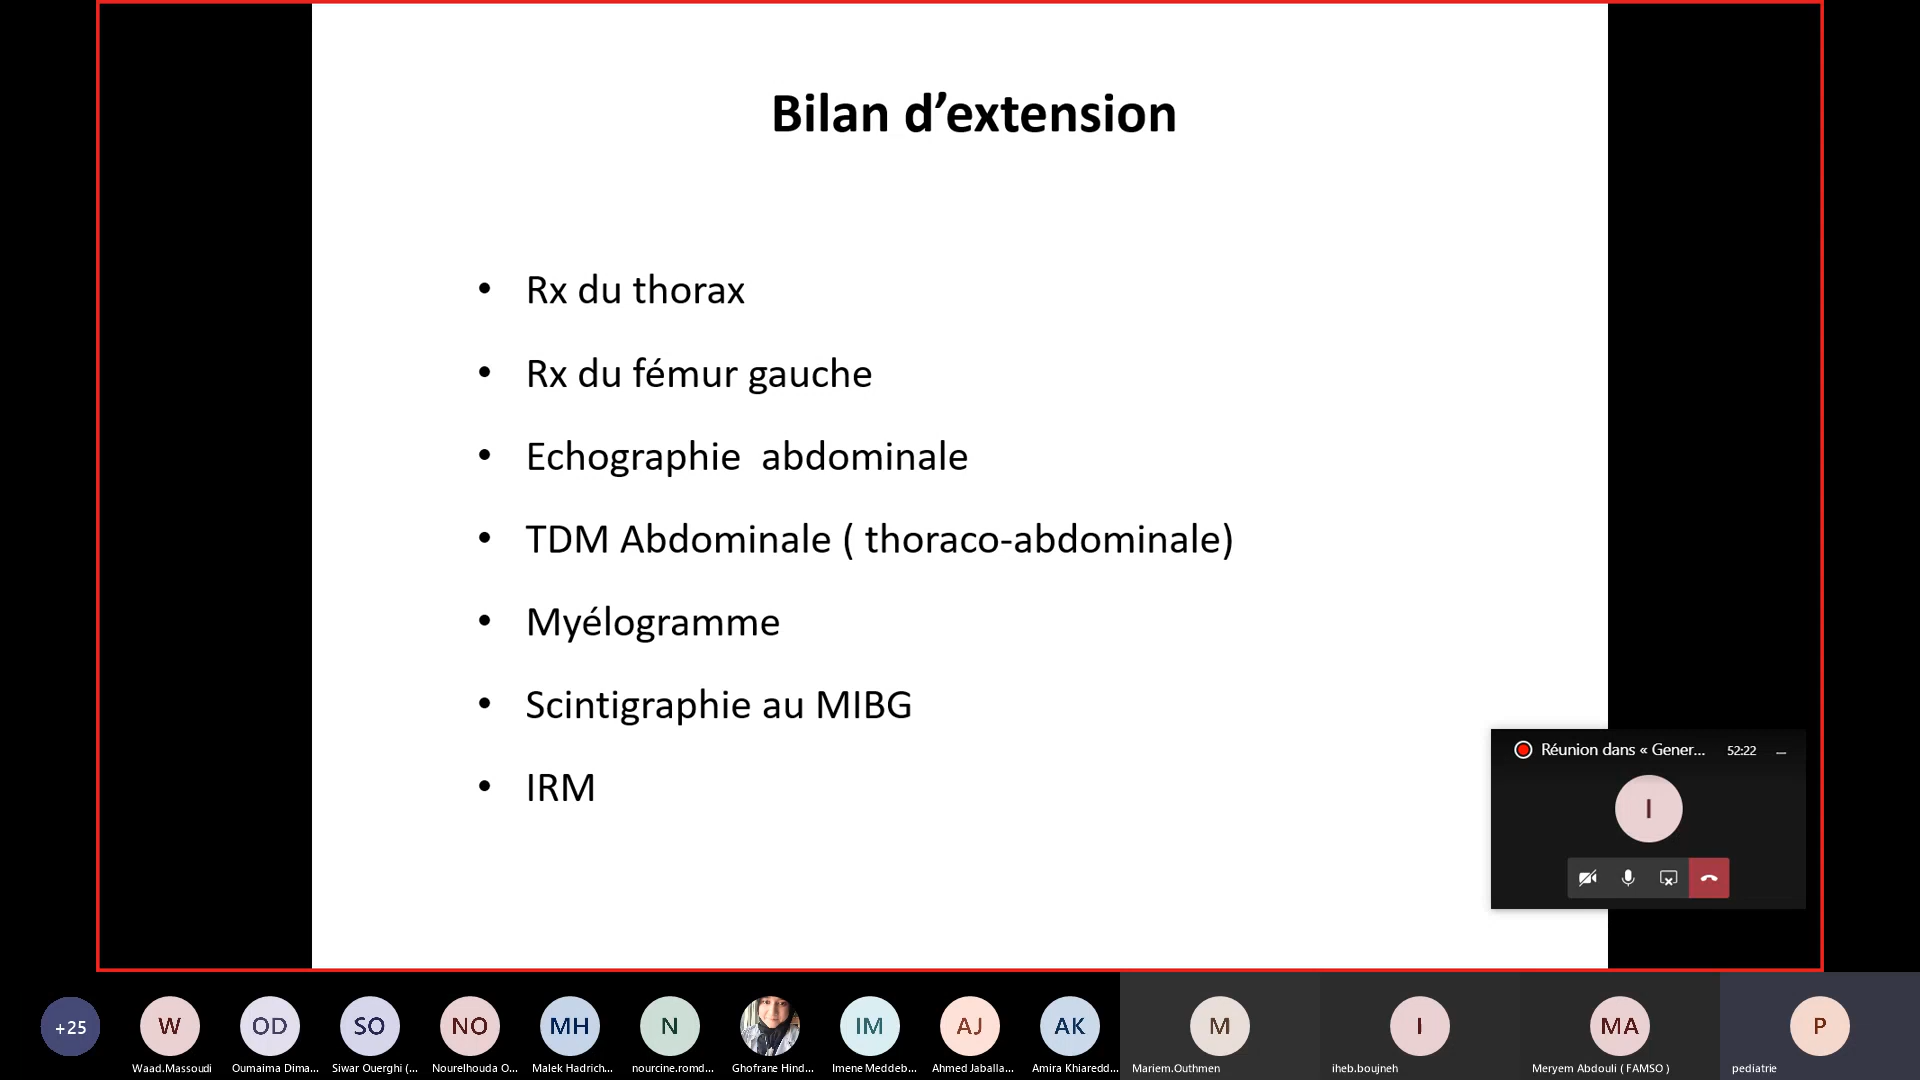 Bilan d’extension
• Rx du thorax
• Rx du fémur gauche
• Echographie  abdominale
• TDM Abdominale ( thoraco-abdominale)
• Myélogramme
• Scintigraphie au MIBG
• IRM
Réunion dans « Gener... 52:22
I
+25
W
OD
SO
NO
MH
N
IM
AJ
AK
M
I
MA
P
Waad.Massoudi
Oumaima Dima...
Siwar Ouerghi (...
Nourelhouda O...
Malek Hadrich...
nourcine.romd...
Ghofrane Hind...
Imene Meddeb...
Ahmed Jaballa...
Amira Khiaredd...
Mariem.Outhmen
iheb.boujneh
Meryem Abdouli ( FAMSO )
pediatrie